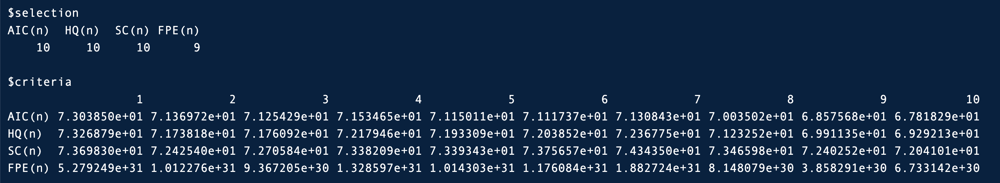 $selection
AIC(n)  HQ(n)  SC(n) FPE(n)
    10     10     10      9

$criteria
                  1            2            3            4            5            6            7            8            9           10
AIC(n) 7.303850e+01 7.136972e+01 7.125429e+01 7.153465e+01 7.115011e+01 7.111737e+01 7.130843e+01 7.003502e+01 6.857568e+01 6.781829e+01
HQ(n)  7.326879e+01 7.173818e+01 7.176092e+01 7.217946e+01 7.193309e+01 7.203852e+01 7.236775e+01 7.123252e+01 6.991135e+01 6.929213e+01
SC(n)  7.369830e+01 7.242540e+01 7.270584e+01 7.338209e+01 7.339343e+01 7.375657e+01 7.434350e+01 7.346598e+01 7.240252e+01 7.204101e+01
FPE(n) 5.279249e+31 1.012276e+31 9.367205e+30 1.328597e+31 1.014303e+31 1.176084e+31 1.882724e+31 8.148079e+30 3.858291e+30 6.733142e+30